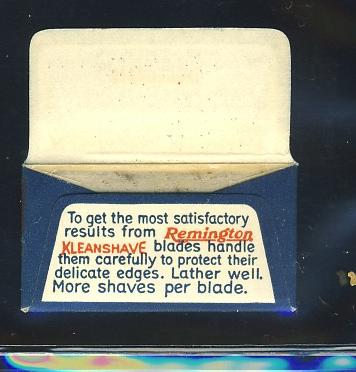 To get the most satisfactory
results from Remington
KLEANSHAVE blades handle
them carefully to protect their
delicate edges. Lather well.
More shaves per blade.